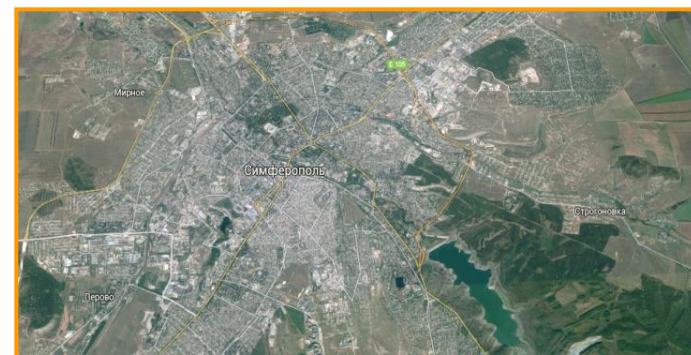 E 105
Мирное
Симферополь
Строгоновка
Перово